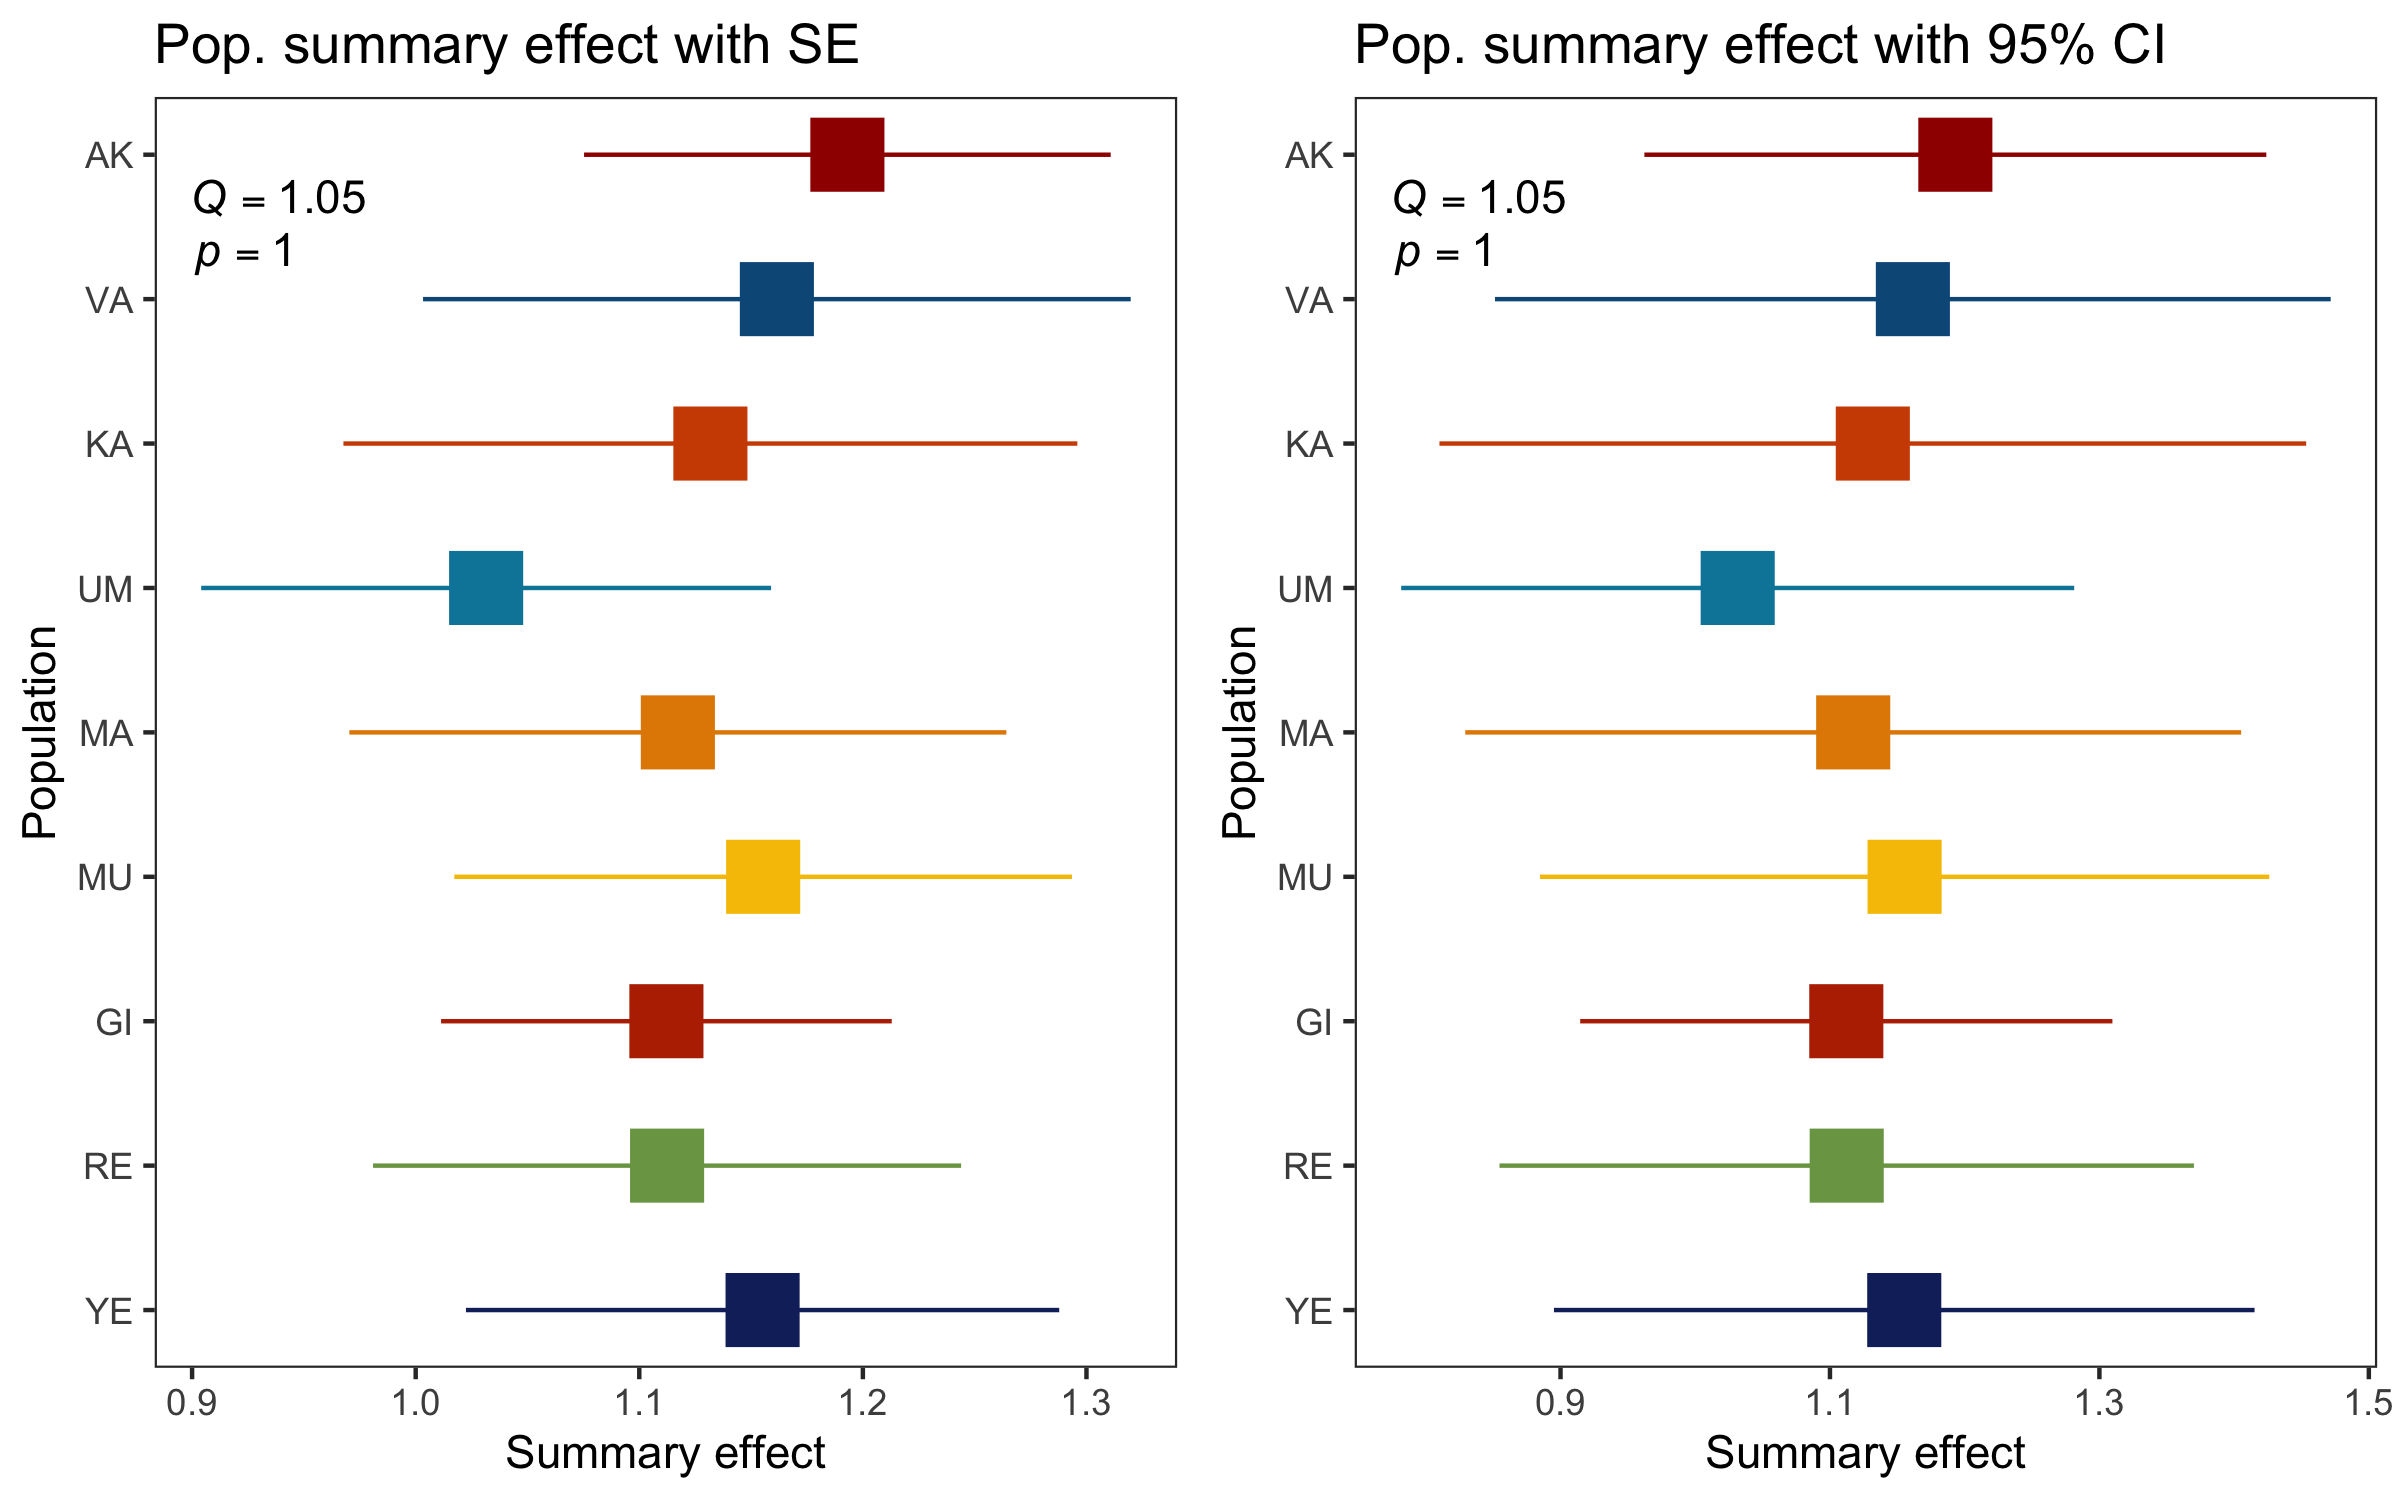 Pop. summary effect with SE
AK
VA
KA
UM
MA
MU
GI
RE
YE
Population
Q = 1.05
p = 1
0.9 1.0 1.1 1.2 1.3
Summary effect
Pop. summary effect with 95% CI
AK
VA
KA
UM
MA
MU
GI
RE
YE
Population
Q = 1.05
p = 1
0.9 1.1 1.3 1.5
Summary effect